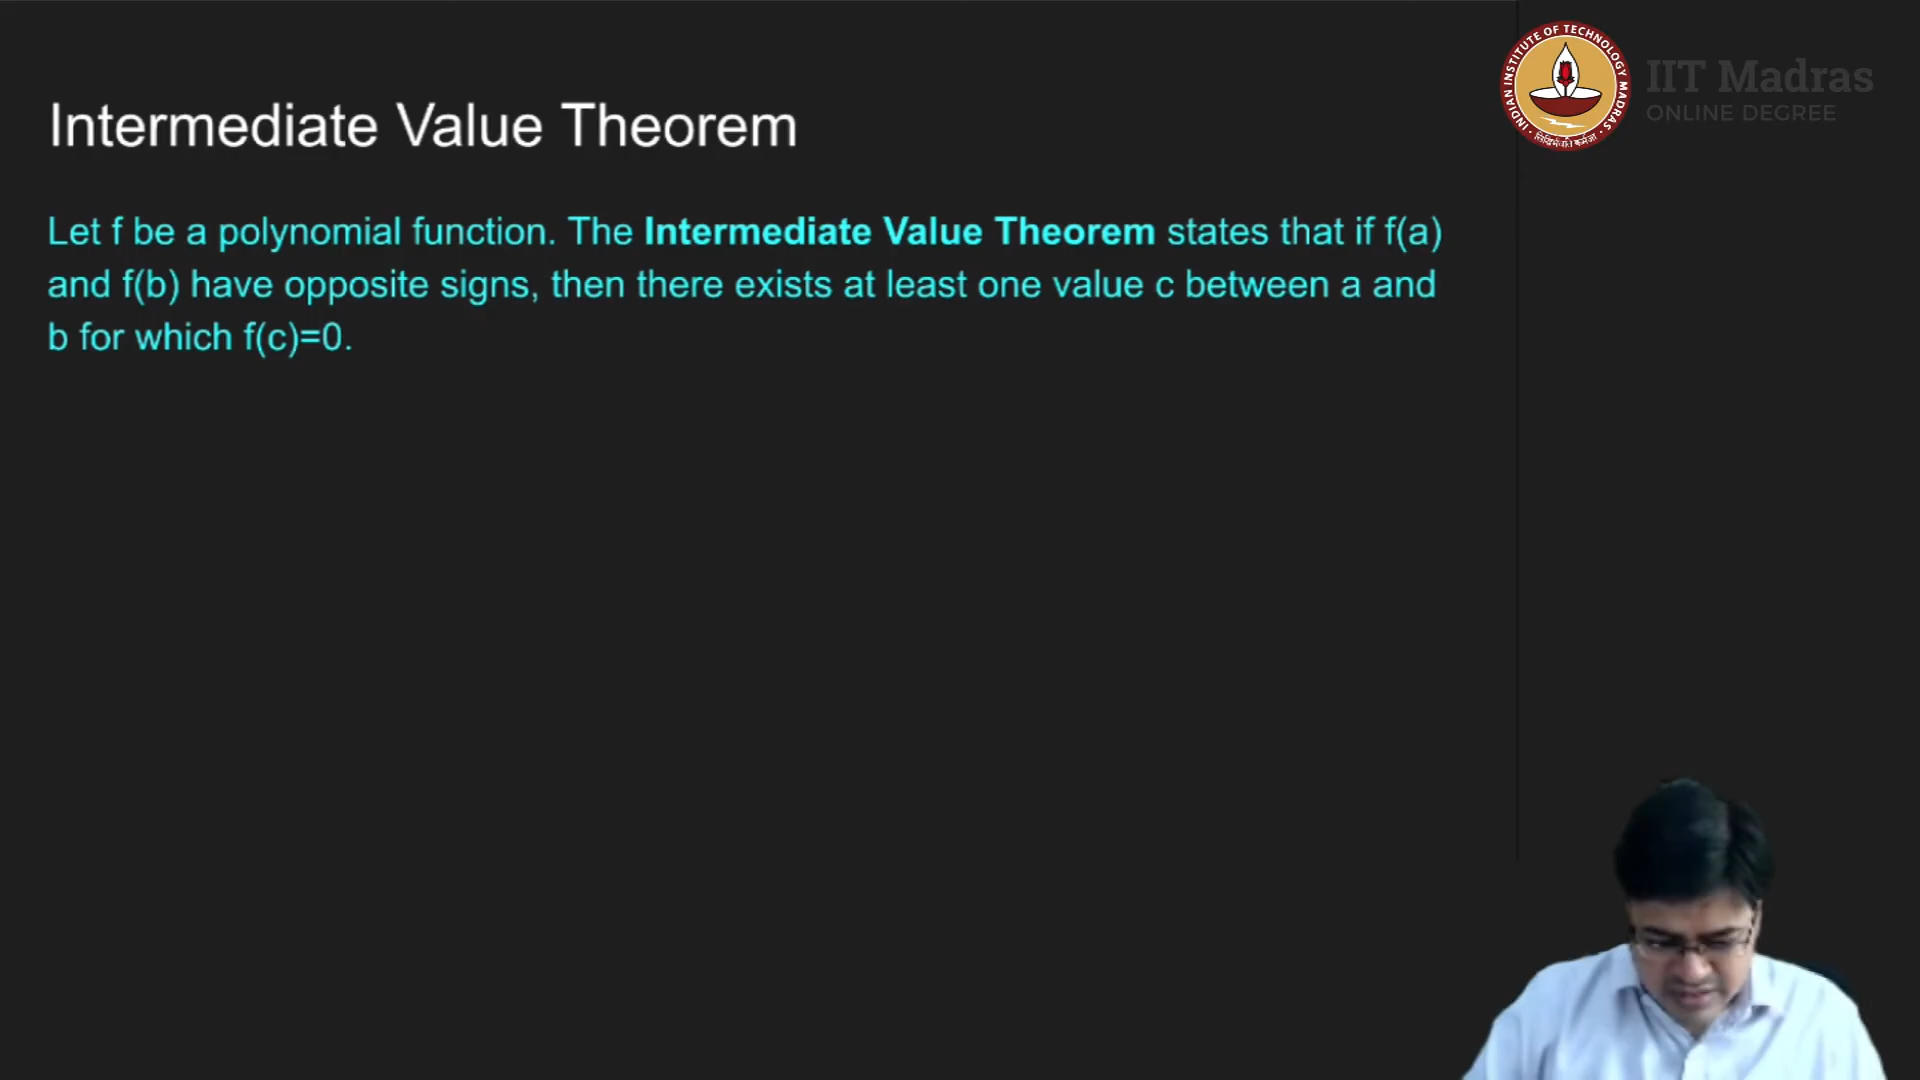 INDIAN INSTITUTE OF TECHNOLOGY MADRAS
IIT Madras
ONLINE DEGREE
Intermediate Value Theorem
Let f be a polynomial function. The Intermediate Value Theorem states that if f(a)
and f(b) have opposite signs, then there exists at least one value c between a and
b for which f(c)=0.